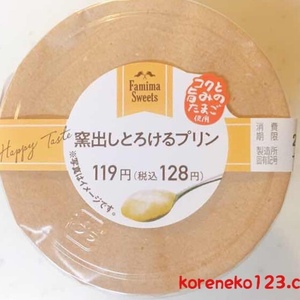 Famima
Sweets
コクと
旨みの
たまご
使用
Happy Taste
窯出しとろけるプリン
119円(税込128円)
※写真はイメージです。
消費
期限
製造所
固有記号
koreneko123.c